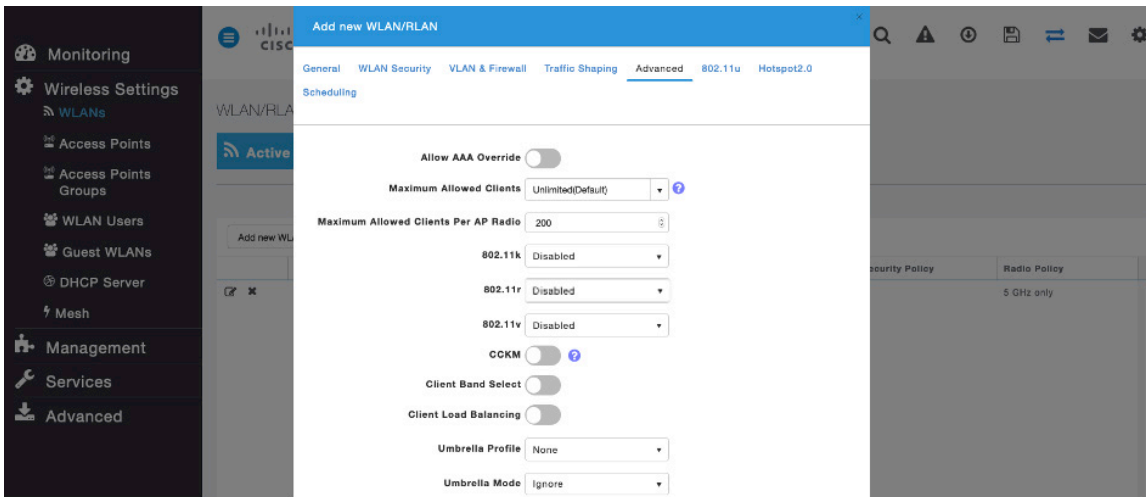 Add new WLAN/RLAN
CISC
Monitoring
Wireless Settings
WLANs
Access Points
Access Points
Groups
WLAN Users
Guest WLANs
DHCP Server
Mesh
Management
Services
Advanced
WLAN/RLA
Active
Add new WL
General WLAN Security VLAN & Firewall Traffic Shaping Advanced 802.11u Hotspot2.0
Scheduling
Allow AAA Override
Maximum Allowed Clients Unlimited(Default)
Maximum Allowed Clients Per AP Radio 200
802.11k Disabled
802.11r Disabled
802.11v Disabled
CCKM
Client Band Select
Client Load Balancing
Umbrella Profile None
Umbrella Mode Ignore
ecurity Policy Radio Policy
5 GHz only